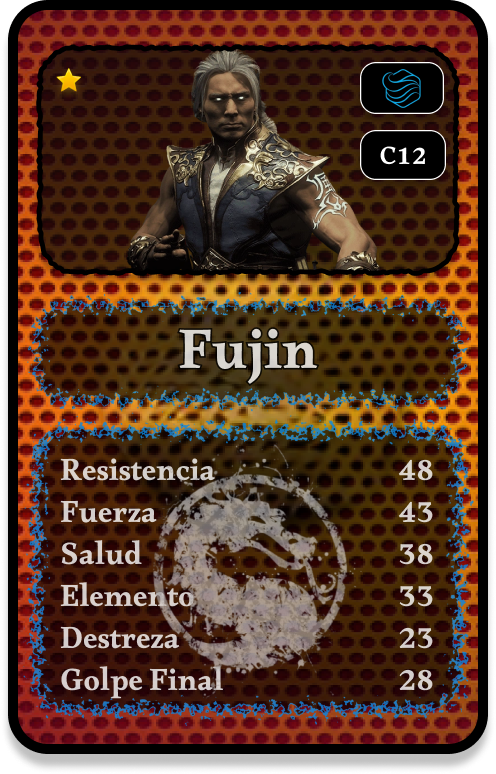 C12
Fujin
Resistencia 48
Fuerza 43
Salud 38
Elemento 33
Destreza 23
Golpe Final 28